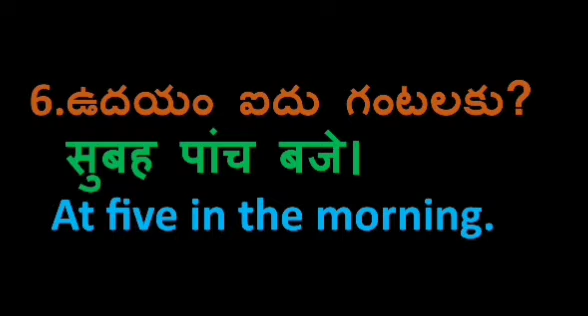 6.ఉదయం ఐదు గంటలకు?
सुबह पांच बजे।
At five in the morning.